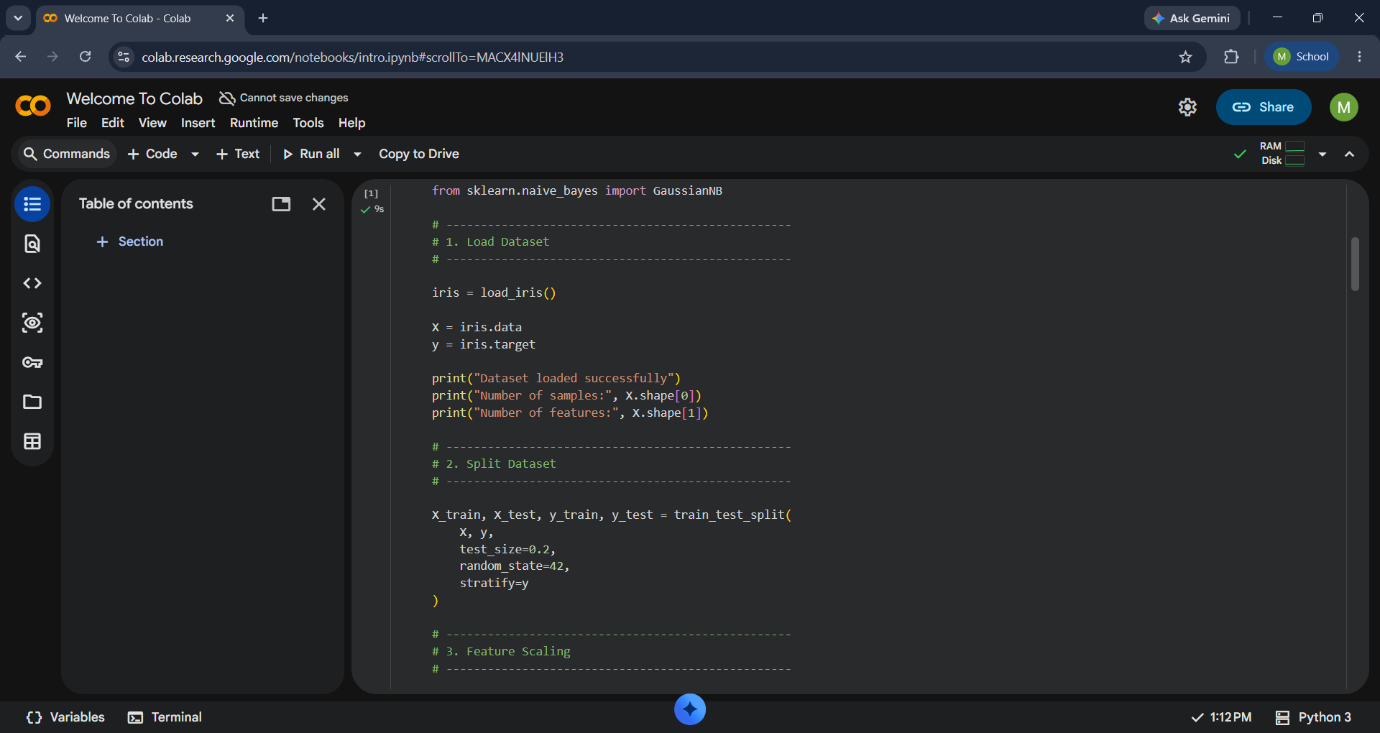 Welcome To Colab - Colab
Ask Gemini
colab.research.google.com/notebooks/intro.ipynb#scrollTo=MACX4lNUElH3
M School
Welcome To Colab Cannot save changes
File Edit View Insert Runtime Tools Help
Share
M
Commands + Code + Text Run all Copy to Drive
RAM
Disk
Table of contents
+ Section
[1]
9s
from sklearn.naive_bayes import GaussianNB
# --------------------------------------------------
# 1. Load Dataset
# --------------------------------------------------
iris = load_iris()
X = iris.data
y = iris.target
print("Dataset loaded successfully")
print("Number of samples:", X.shape[0])
print("Number of features:", X.shape[1])
# --------------------------------------------------
# 2. Split Dataset
# --------------------------------------------------
X_train, X_test, y_train, y_test = train_test_split(
X, y,
test_size=0.2,
random_state=42,
stratify=y
)
# --------------------------------------------------
# 3. Feature Scaling
# --------------------------------------------------
{} Variables Terminal
1:12 PM Python 3